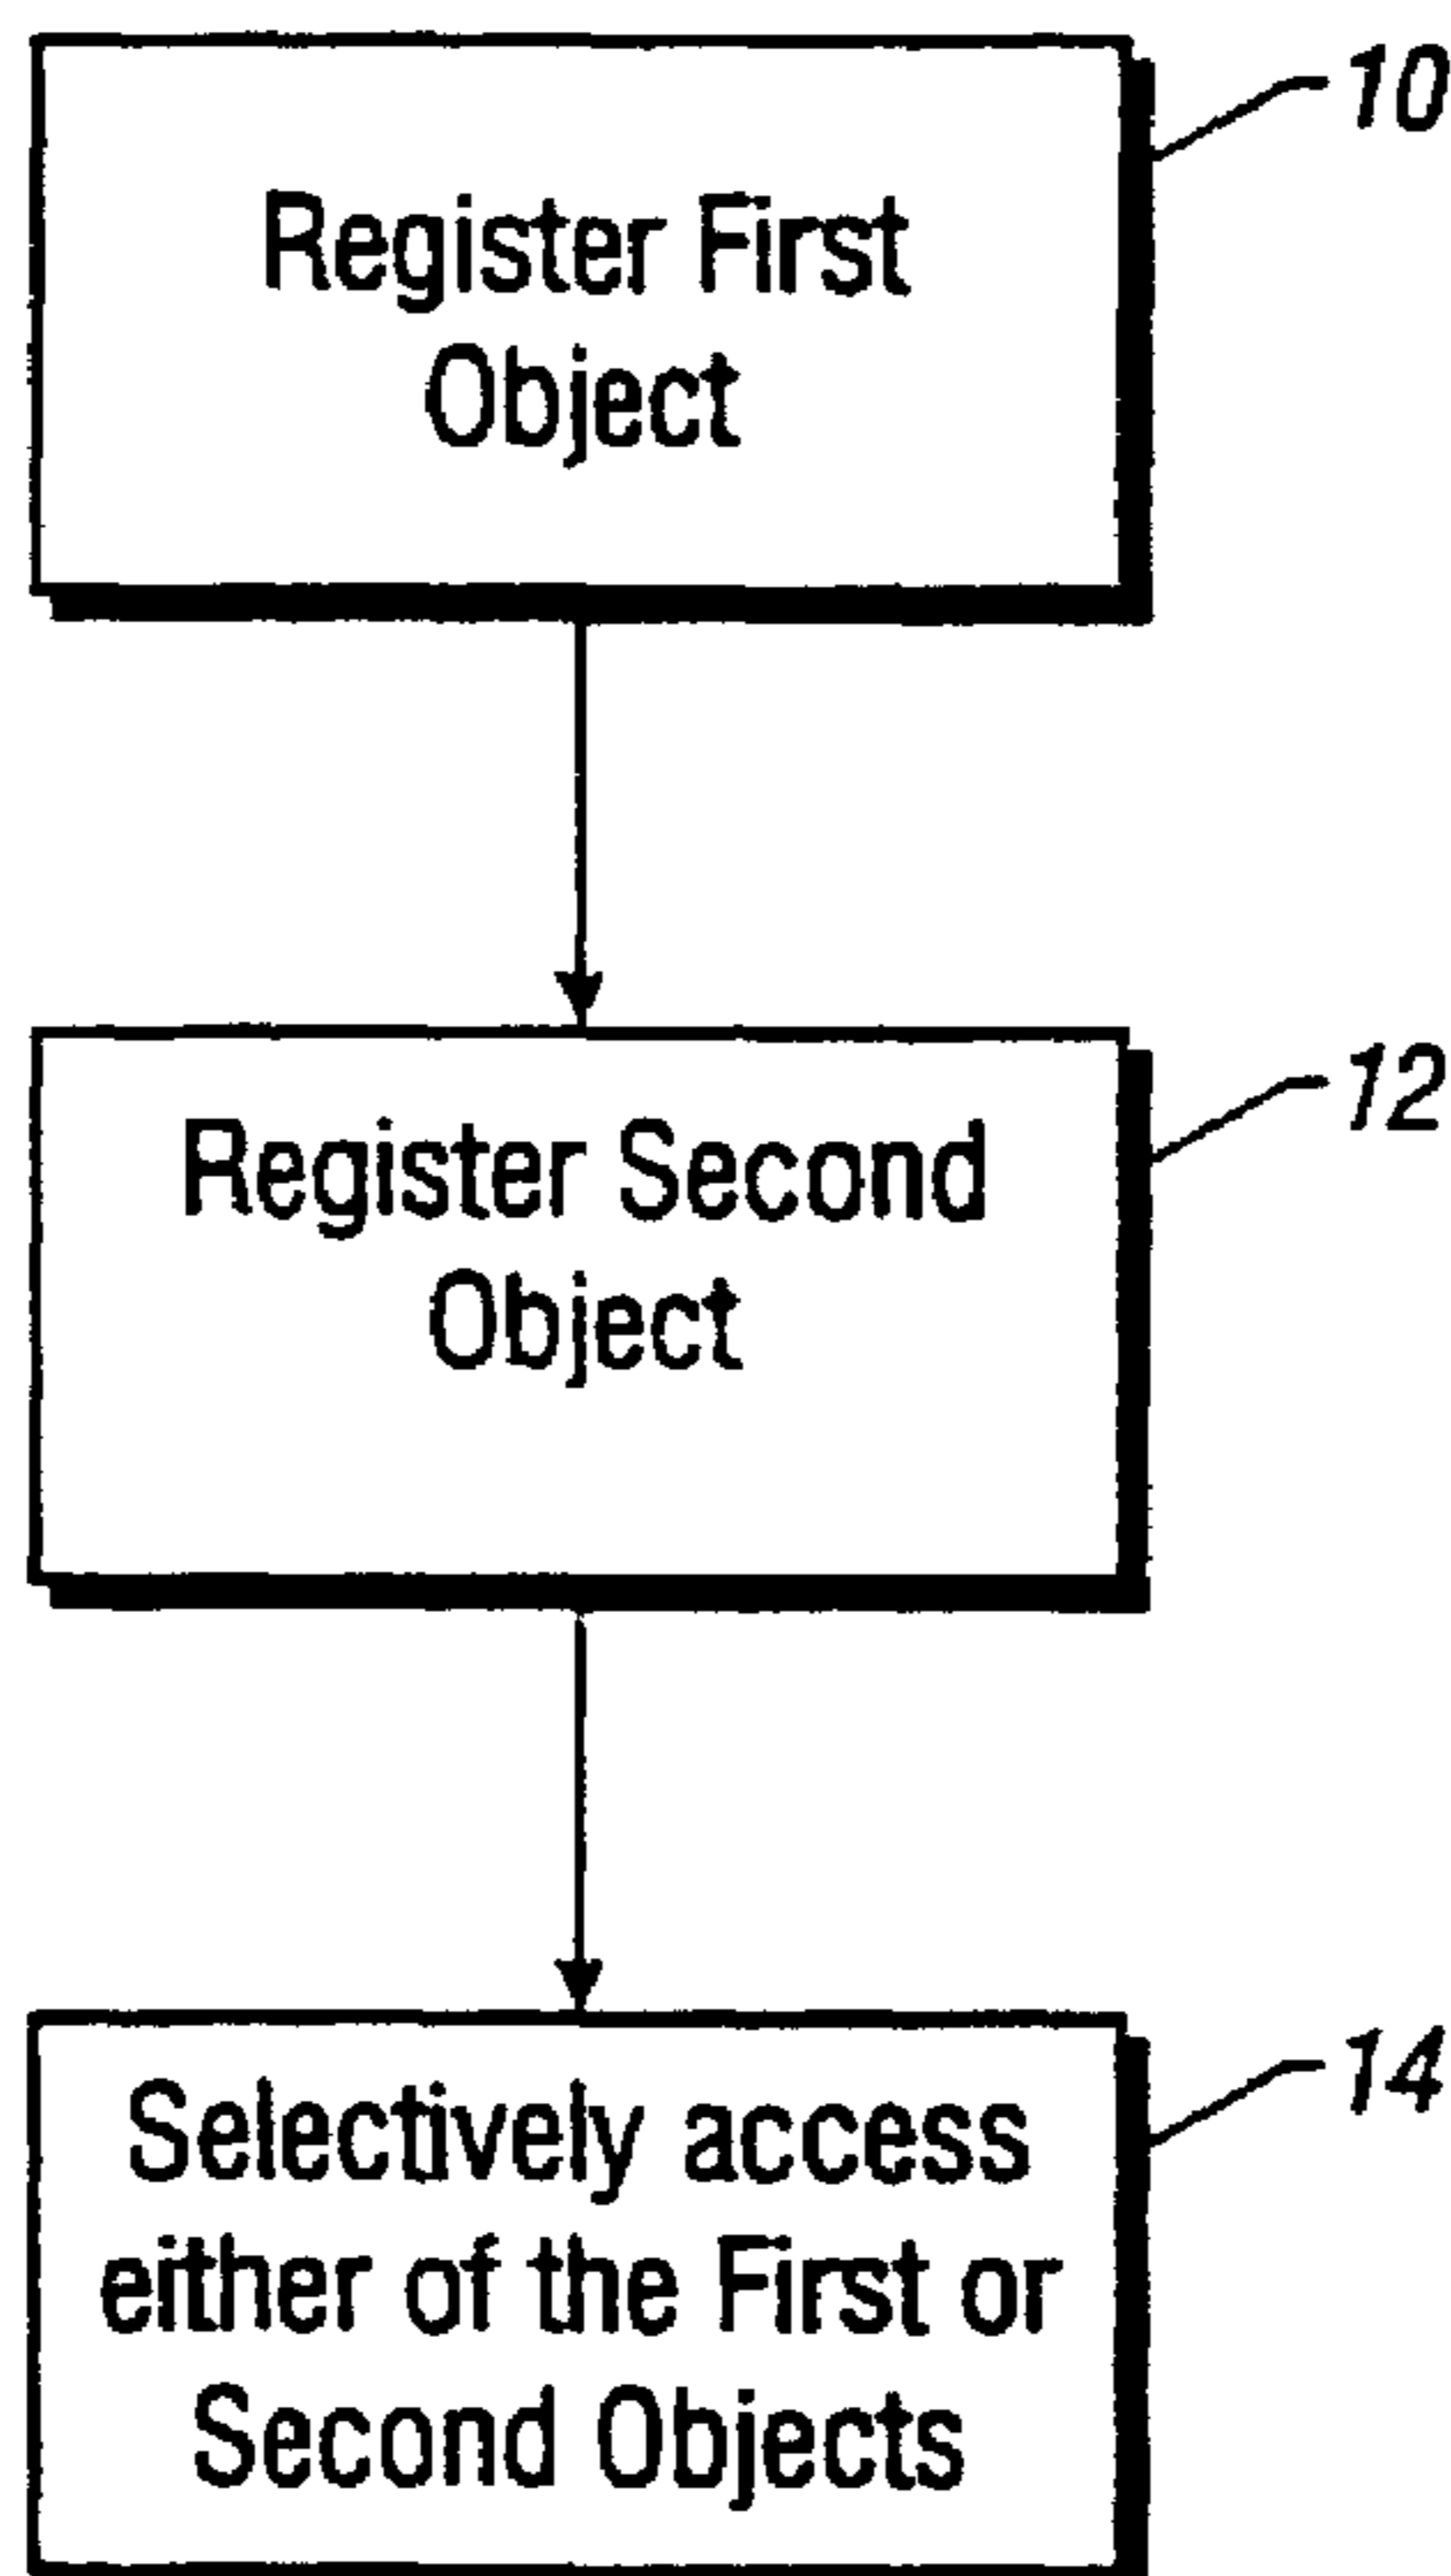 10
Register First
Object
12
Register Second
Object
14
Selectively access
either of the First or
Second Objects